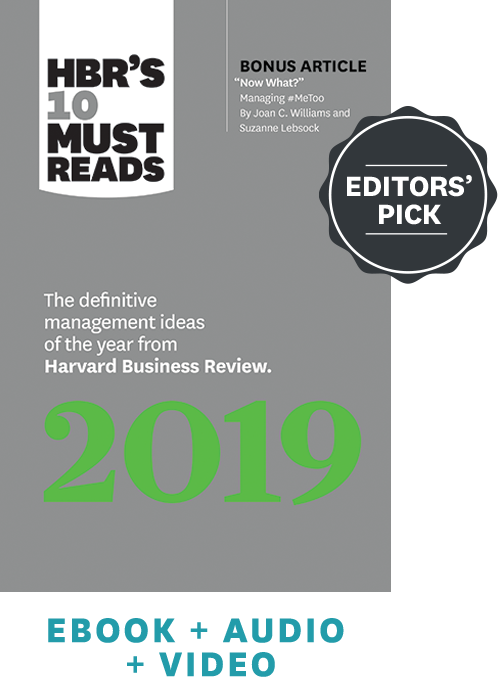 HBR'S
10
MUST
READS
BONUS ARTICLE
“Now What?”
Managing #MeToo
By Joan C. Williams and
Suzanne Lebsock
EDITORS’
PICK
The definitive
management ideas
of the year from
Harvard Business Review.
2019
EBOOK + AUDIO
+ VIDEO